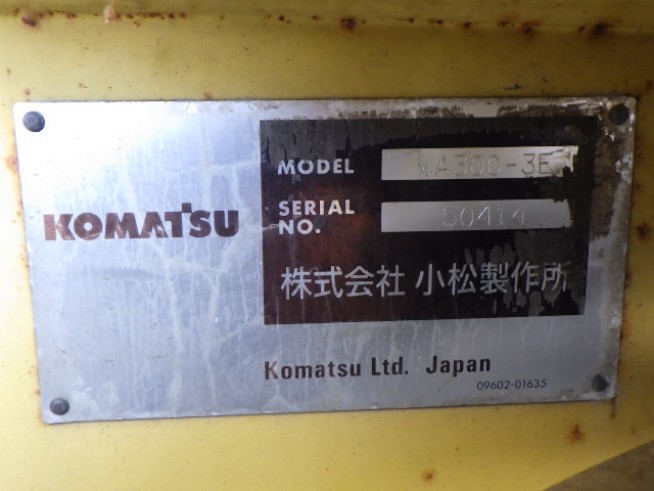 KOMATSU
MODEL WA300-3E
SERIAL NO. 50414
株式会社 小松製作所
Komatsu Ltd. Japan
09602-01635